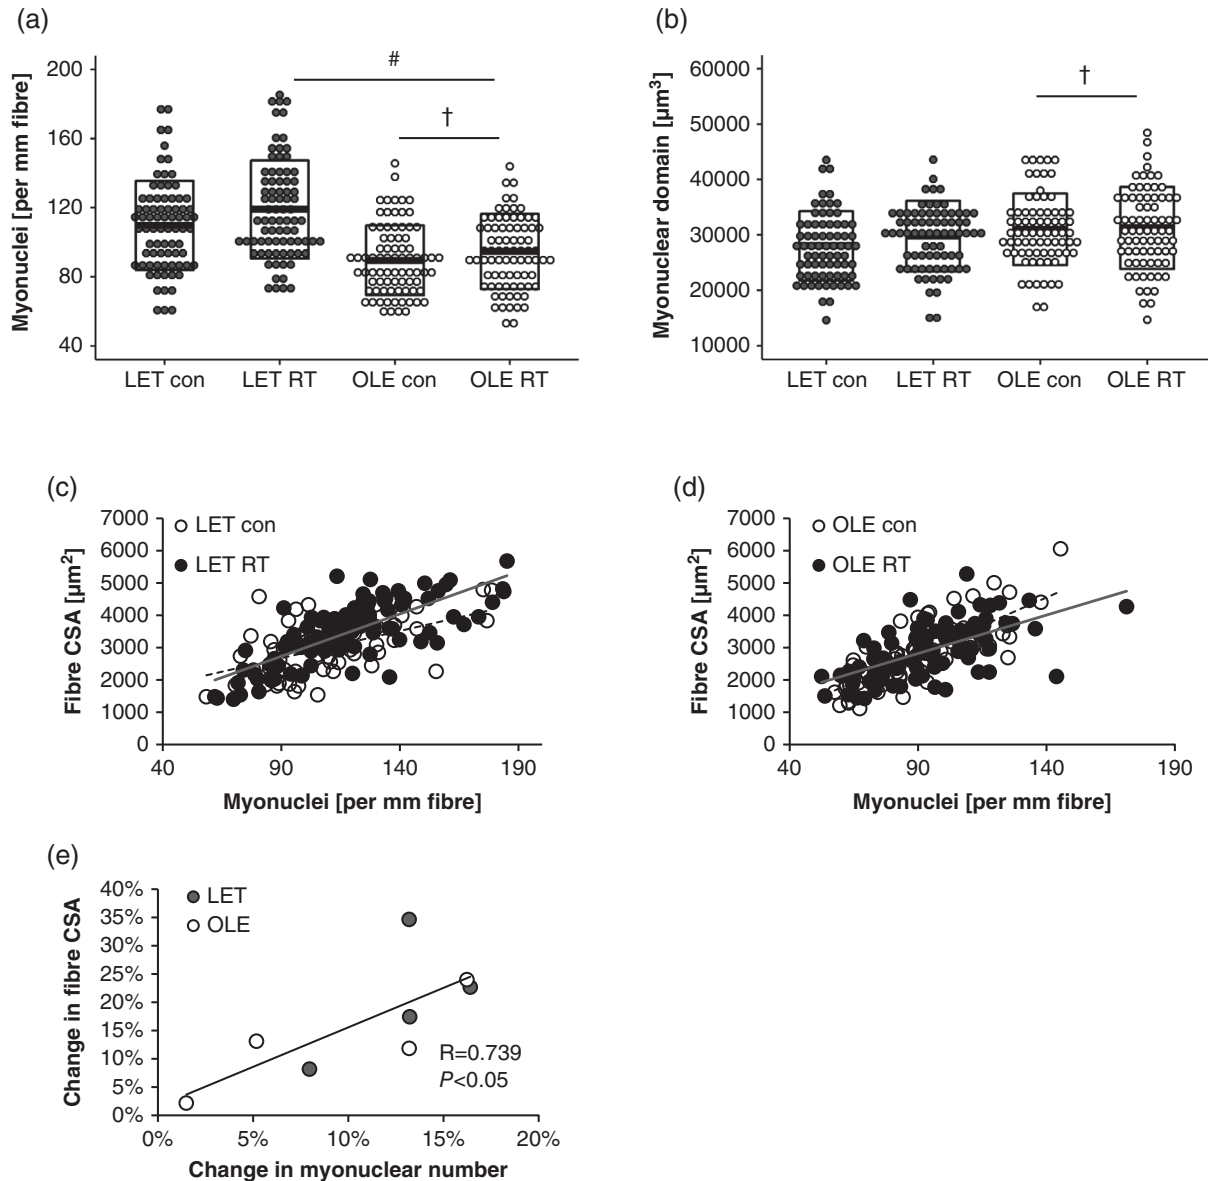 (a)
Myonuclei [per mm fibre]
200
160
120
80
40
#
†
LET con
LET RT
OLE con
OLE RT
(b)
Myonuclear domain [µm³]
60000
50000
40000
30000
20000
10000
†
LET con
LET RT
OLE con
OLE RT
(c)
Fibre CSA [µm²]
7000
6000
5000
4000
3000
2000
1000
0
LET con
LET RT
40
90
140
190
Myonuclei [per mm fibre]
(d)
Fibre CSA [µm²]
7000
6000
5000
4000
3000
2000
1000
0
OLE con
OLE RT
40
90
140
190
Myonuclei [per mm fibre]
(e)
Change in fibre CSA
40%
35%
30%
25%
20%
15%
10%
5%
0%
LET
OLE
R=0.739
P<0.05
0%
5%
10%
15%
20%
Change in myonuclear number